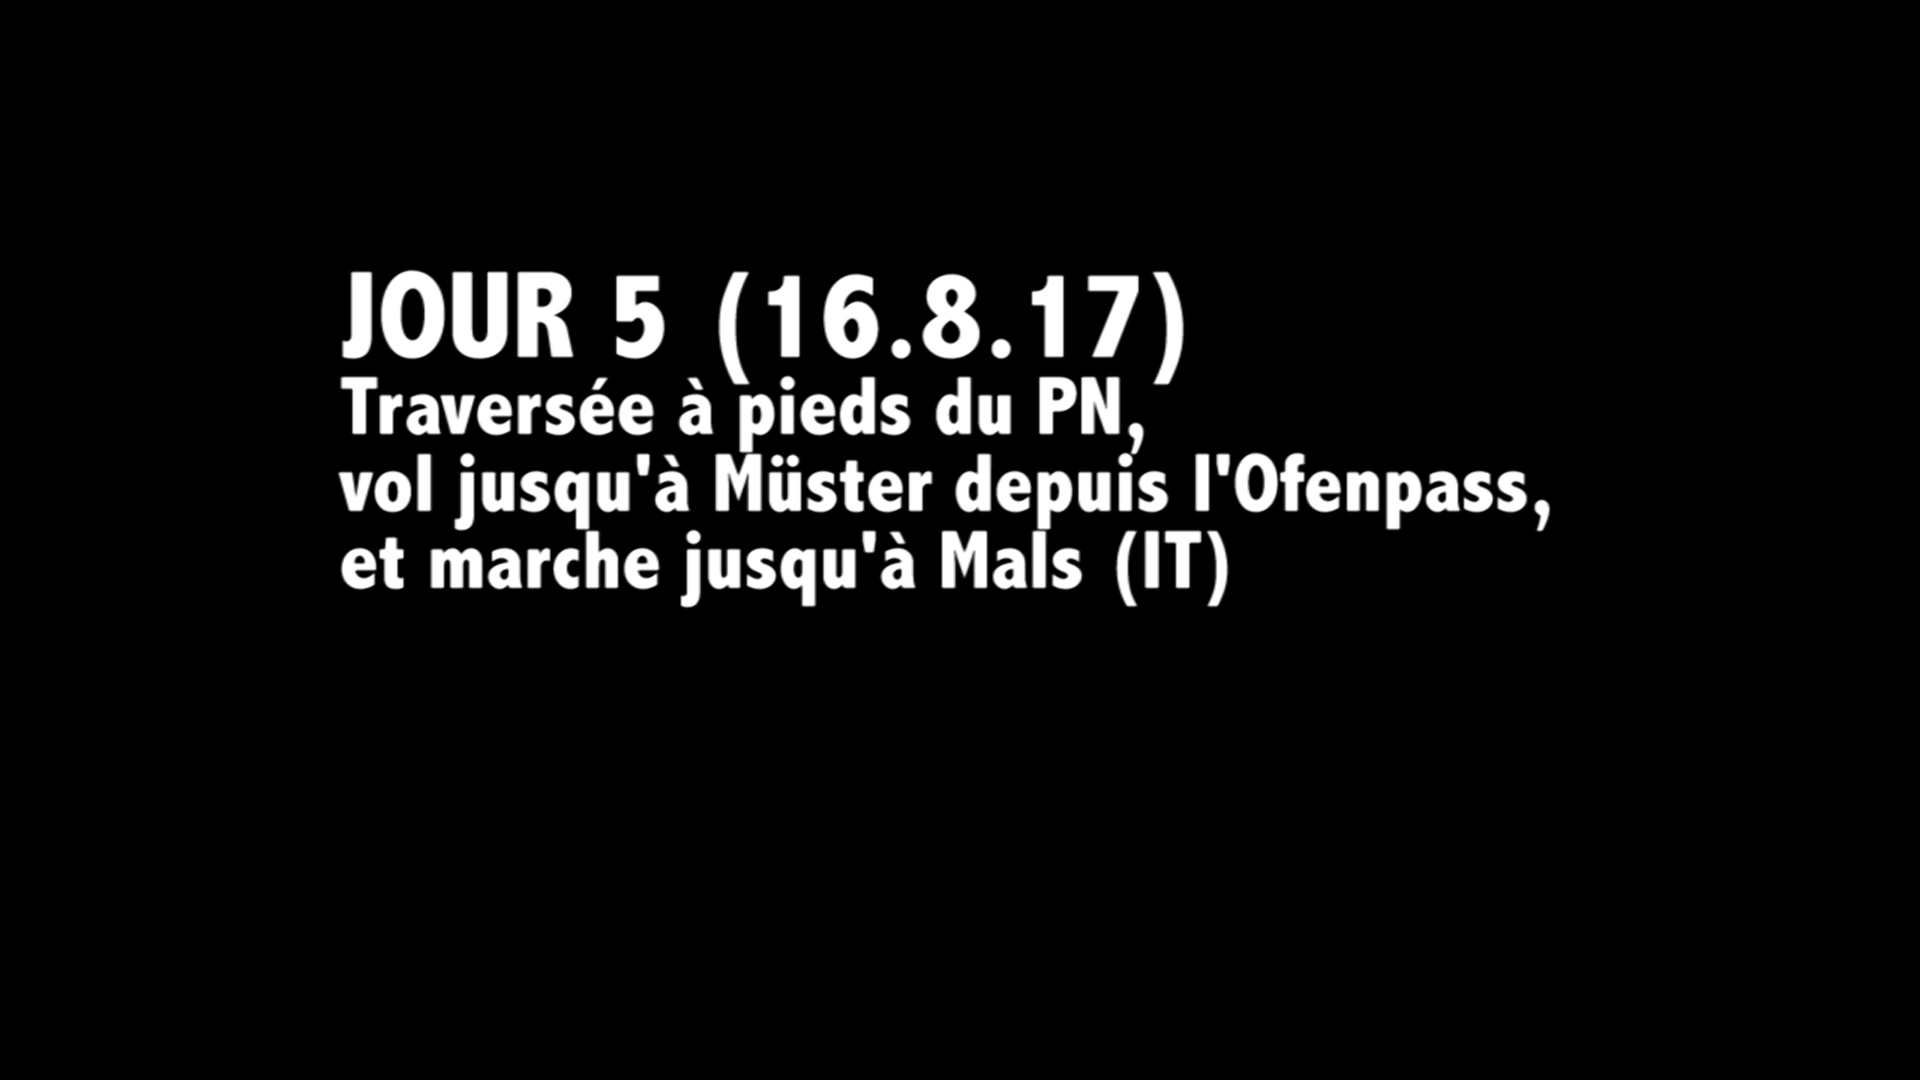 JOUR 5 (16.8.17)
Traversée à pieds du PN,
vol jusqu'à Müster depuis l'Ofenpass,
et marche jusqu'à Mals (IT)